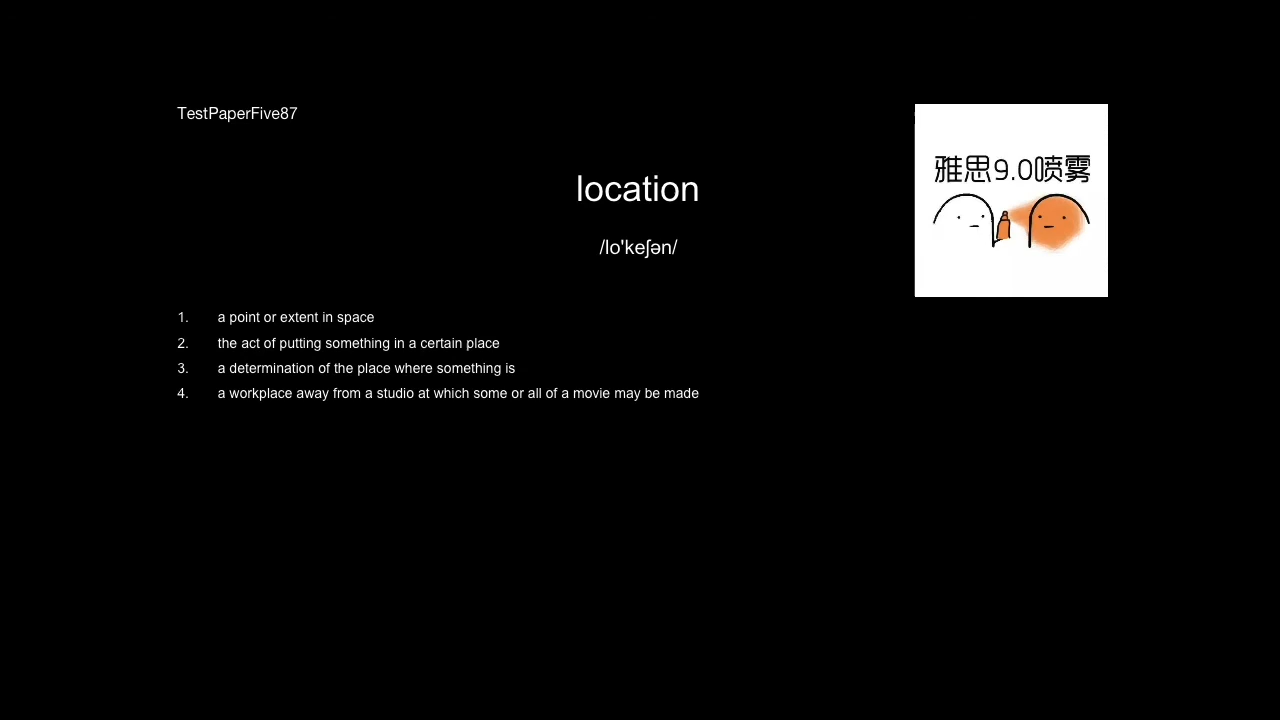 TestPaperFive87
雅思9.0喷雾
location
/lo'keʃən/
1. a point or extent in space
2. the act of putting something in a certain place
3. a determination of the place where something is
4. a workplace away from a studio at which some or all of a movie may be made